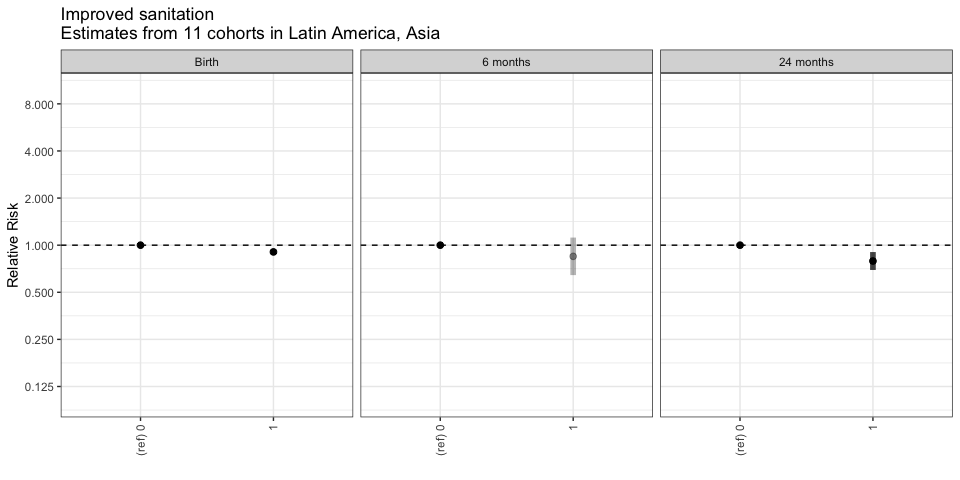 Improved sanitation
Estimates from 11 cohorts in Latin America, Asia
Birth
6 months
24 months
Relative Risk
8.000
4.000
2.000
1.000
0.500
0.250
0.125
(ref) 0
1
(ref) 0
1
(ref) 0
1